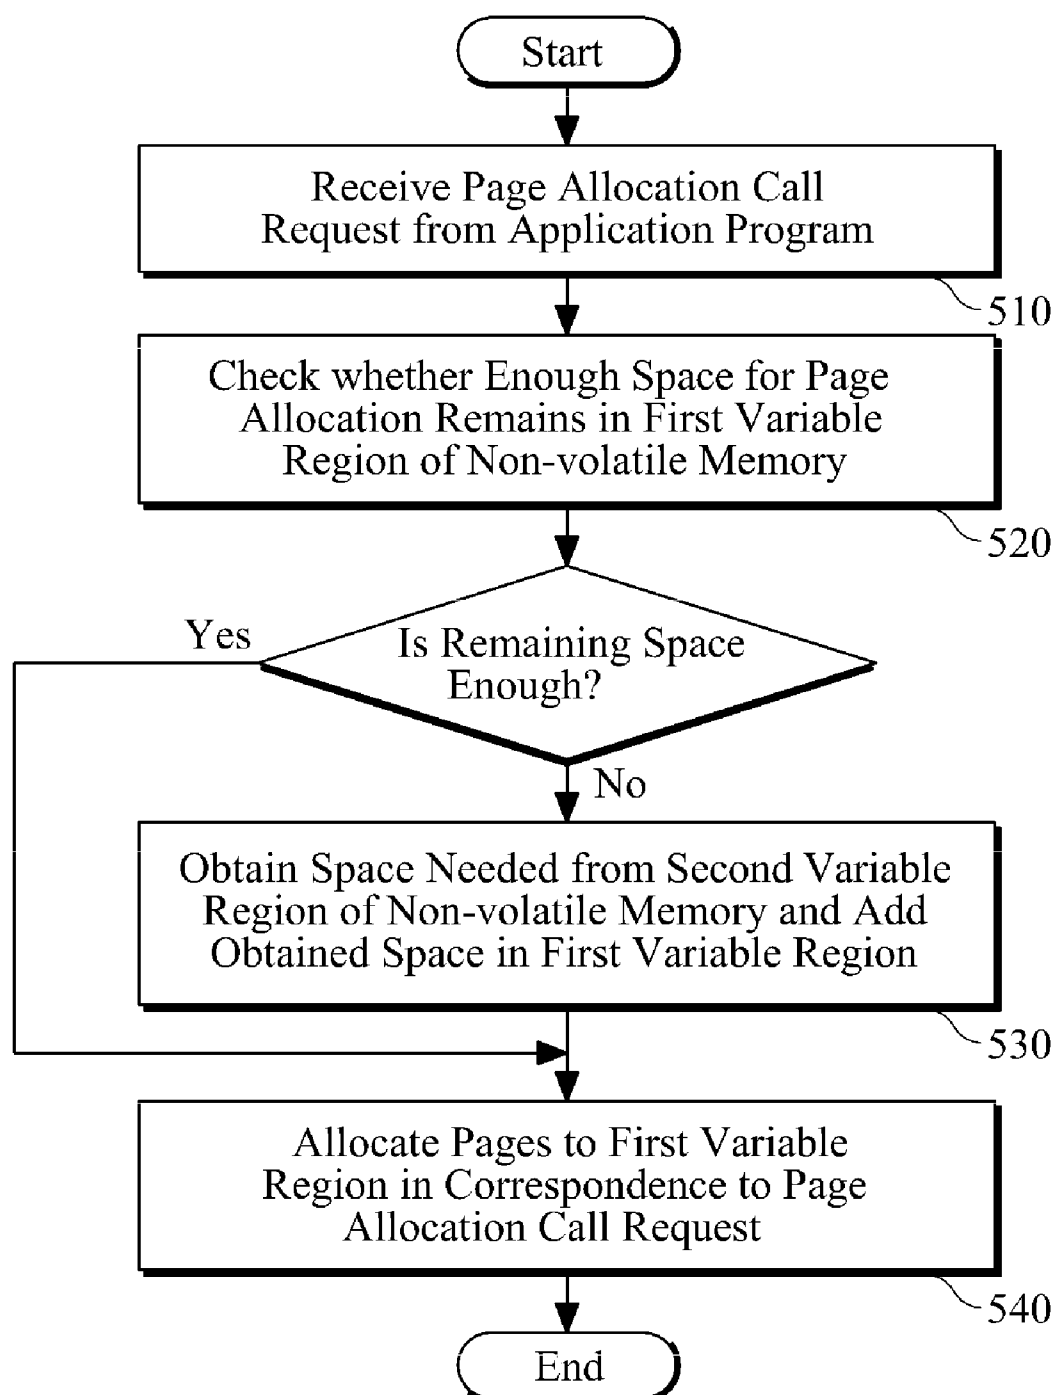 Start
Receive Page Allocation Call
Request from Application Program
510
Check whether Enough Space for Page
Allocation Remains in First Variable
Region of Non-volatile Memory
520
Is Remaining Space
Enough?
Yes
No
Obtain Space Needed from Second Variable
Region of Non-volatile Memory and Add
Obtained Space in First Variable Region
530
Allocate Pages to First Variable
Region in Correspondence to Page
Allocation Call Request
540
End